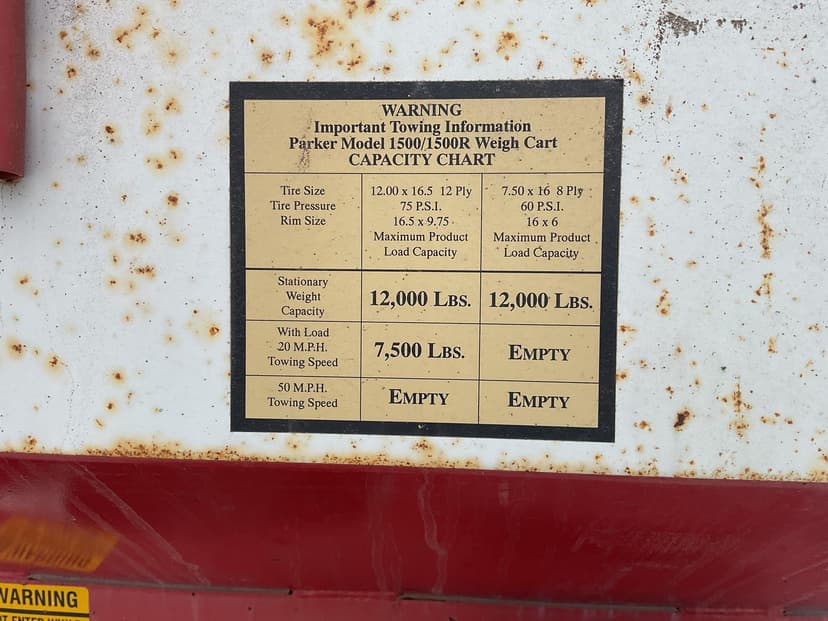 WARNING
Important Towing Information
Parker Model 1500/1500R Weigh Cart
CAPACITY CHART
Tire Size 12.00 x 16.5 12 Ply 7.50 x 16 8 Ply
Tire Pressure 75 P.S.I. 60 P.S.I.
Rim Size 16.5 x 9.75 16 x 6
Maximum Product Maximum Product
Load Capacity Load Capacity
Stationary
Weight
Capacity
12,000 LBS. 12,000 LBS.
With Load
20 M.P.H.
Towing Speed
7,500 LBS. EMPTY
50 M.P.H.
Towing Speed
EMPTY EMPTY
WARNING